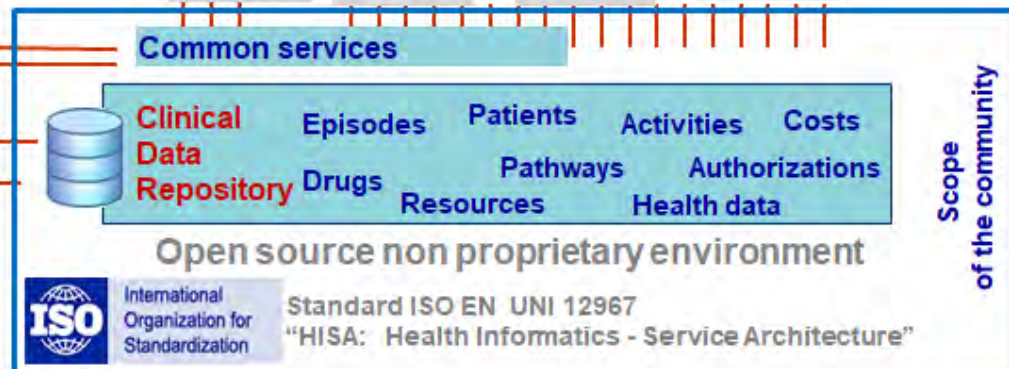 Common services
Clinical
Data
Repository
Episodes
Patients
Activities
Costs
Drugs
Pathways
Authorizations
Resources
Health data
Scope
of the community
Open source non proprietary environment
ISO
International
Organization for
Standardization
Standard ISO EN UNI 12967
“HISA: Health Informatics - Service Architecture”